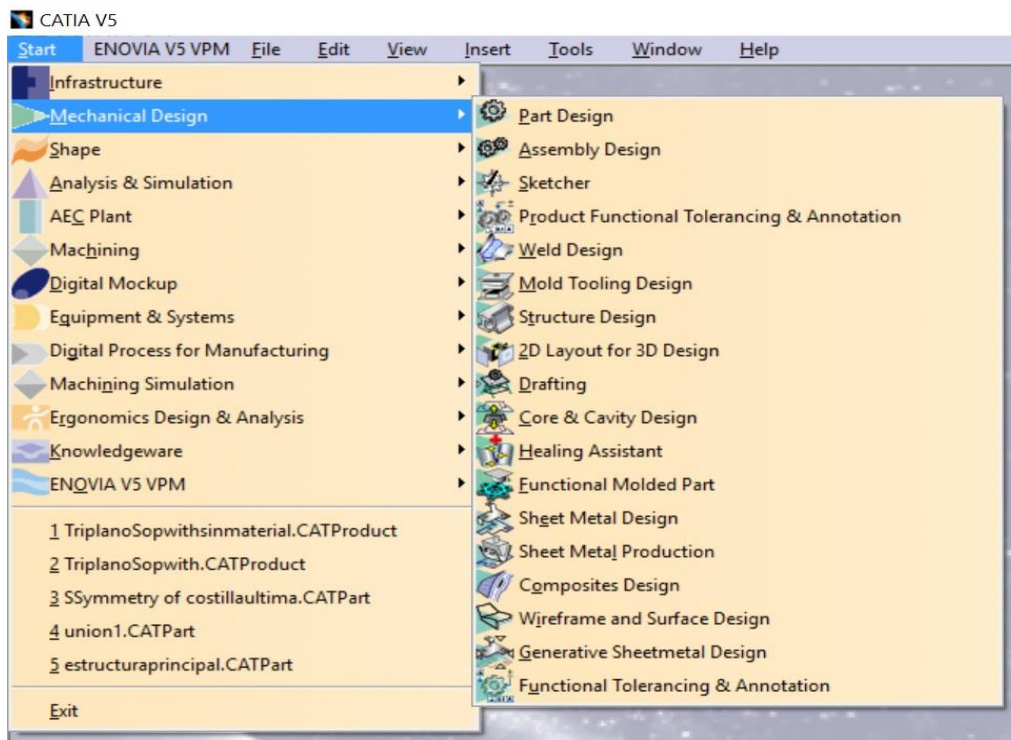 CATIA V5
Start ENOVIA V5 VPM File Edit View Insert Tools Window Help
Infrastructure
Mechanical Design
Shape
Analysis & Simulation
AEC Plant
Machining
Digital Mockup
Equipment & Systems
Digital Process for Manufacturing
Machining Simulation
Ergonomics Design & Analysis
Knowledgeware
ENOVIA V5 VPM
1 TriplanoSopwithsinmaterial.CATProduct
2 TriplanoSopwith.CATProduct
3 SSymmetry of costillaultima.CATPart
4 union1.CATPart
5 estructuraprincipal.CATPart
Exit
Part Design
Assembly Design
Sketcher
Product Functional Tolerancing & Annotation
Weld Design
Mold Tooling Design
Structure Design
2D Layout for 3D Design
Drafting
Core & Cavity Design
Healing Assistant
Functional Molded Part
Sheet Metal Design
Sheet Metal Production
Composites Design
Wireframe and Surface Design
Generative Sheetmetal Design
Functional Tolerancing & Annotation